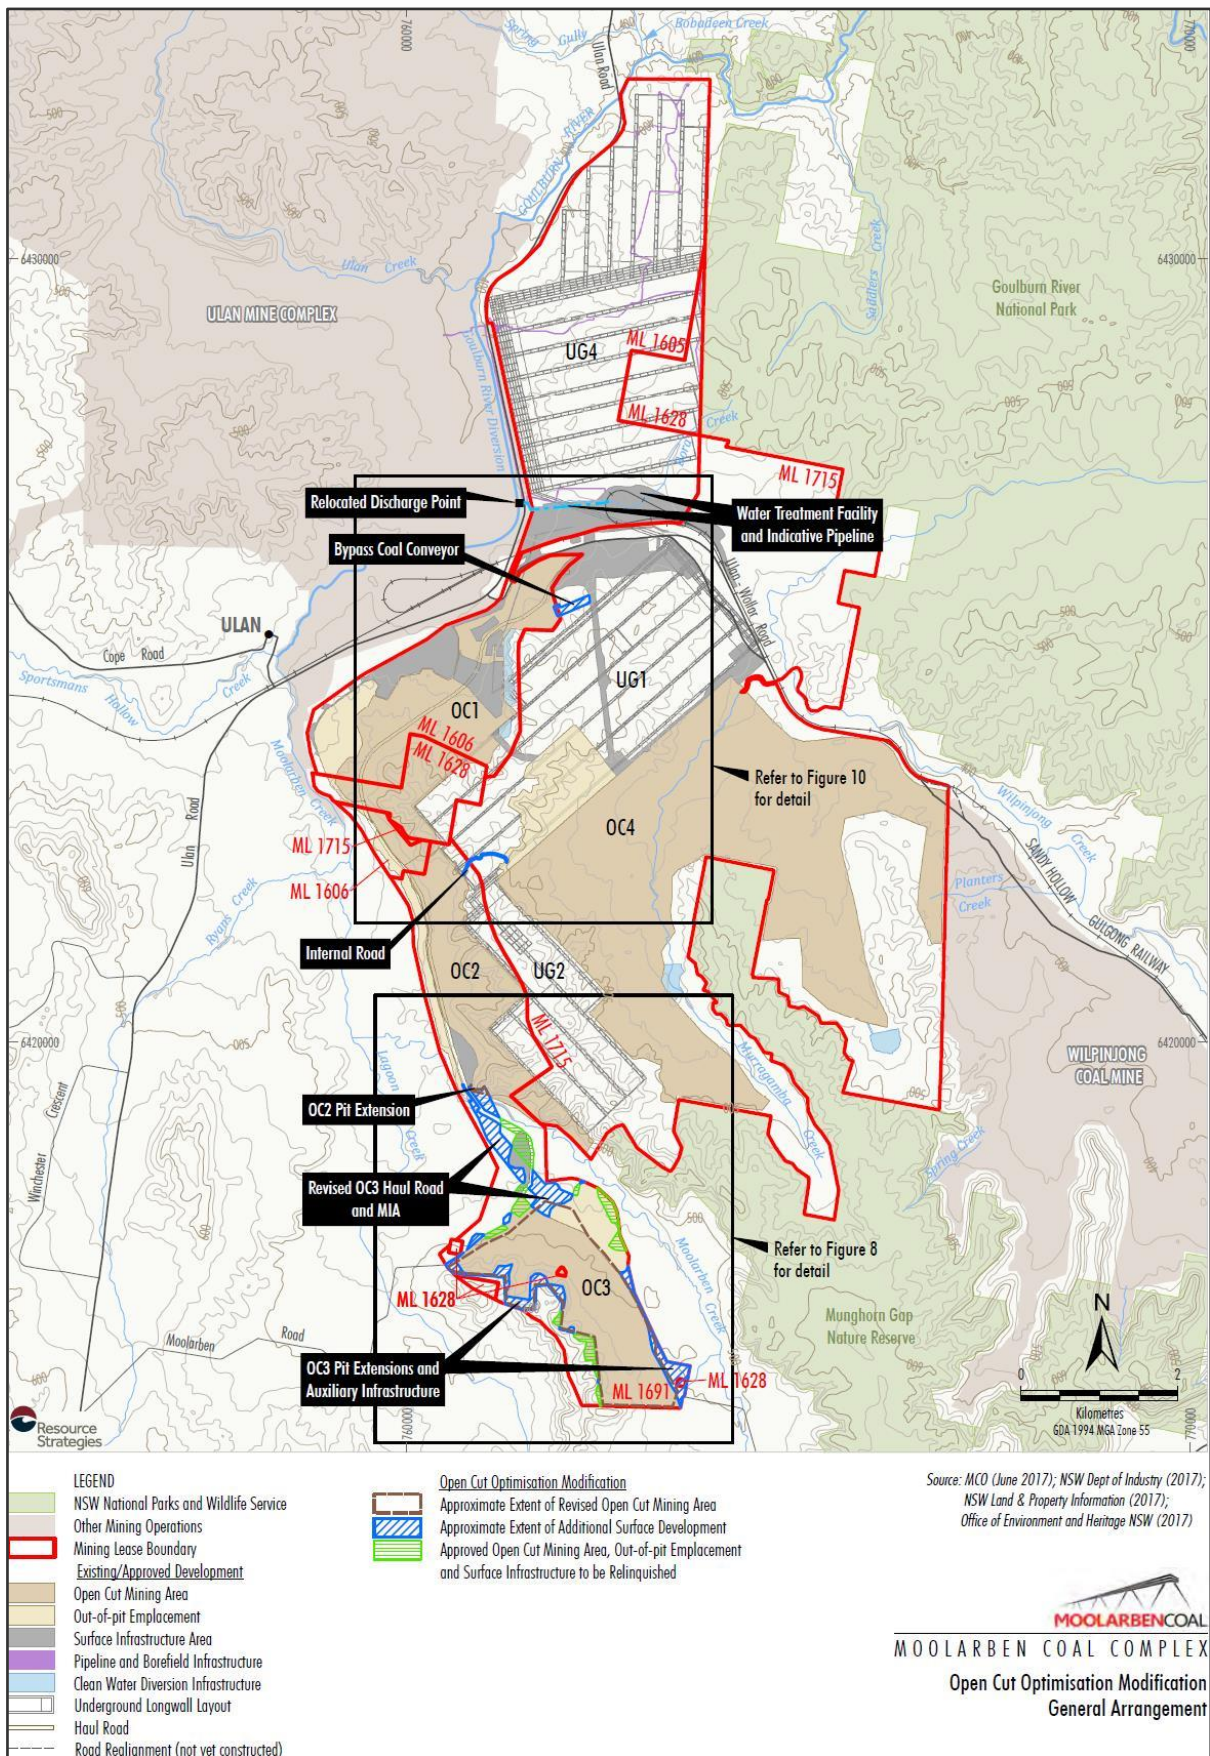 Bobadeen Creek
Spring Gully
Ulan Road
760000
770000
400
GOULBURN RIVER
Ulan Creek
Saddlers Creek
6430000
6430000
Goulburn River
National Park
ULAN MINE COMPLEX
Goulburn River Diversion
UG4
ML 1605
ML 1628
Bora Creek
ML 1715
Relocated Discharge Point
Water Treatment Facility
and Indicative Pipeline
Bypass Coal Conveyor
Ulan - Wollar Road
ULAN
Cope Road
Sportsmans Hollow Creek
UG1
OC1
ML 1606
ML 1628
Moolarben Creek
Refer to Figure 10
for detail
OC4
Wilpinjong Creek
Ulan Road
ML 1715
ML 1606
SANDY HOLLOW GULGONG RAILWAY
Planters Creek
Ryans Creek
Internal Road
OC2
UG2
6420000
6420000
ML 1715
WILPINJONG
COAL MINE
Murragamba Creek
Lagoon Creek
Crescent
Winchester
OC2 Pit Extension
Spring Creek
Revised OC3 Haul Road
and MIA
Moolarben Creek
Refer to Figure 8
for detail
OC3
ML 1628
Munghorn Gap
Nature Reserve
Moolarben Road
OC3 Pit Extensions and
Auxiliary Infrastructure
ML 1691
ML 1628
N
0 2
Kilometres
GDA 1994 MGA Zone 55
760000
770000
Resource
Strategies
LEGEND
NSW National Parks and Wildlife Service
Other Mining Operations
Mining Lease Boundary
Existing/Approved Development
Open Cut Mining Area
Out-of-pit Emplacement
Surface Infrastructure Area
Pipeline and Borefield Infrastructure
Clean Water Diversion Infrastructure
Underground Longwall Layout
Haul Road
Road Realignment (not yet constructed)
Open Cut Optimisation Modification
Approximate Extent of Revised Open Cut Mining Area
Approximate Extent of Additional Surface Development
Approved Open Cut Mining Area, Out-of-pit Emplacement
and Surface Infrastructure to be Relinquished
Source: MCO (June 2017); NSW Dept of Industry (2017);
NSW Land & Property Information (2017);
Office of Environment and Heritage NSW (2017)
MOOLARBENCOAL
MOOLARBEN COAL COMPLEX
Open Cut Optimisation Modification
General Arrangement